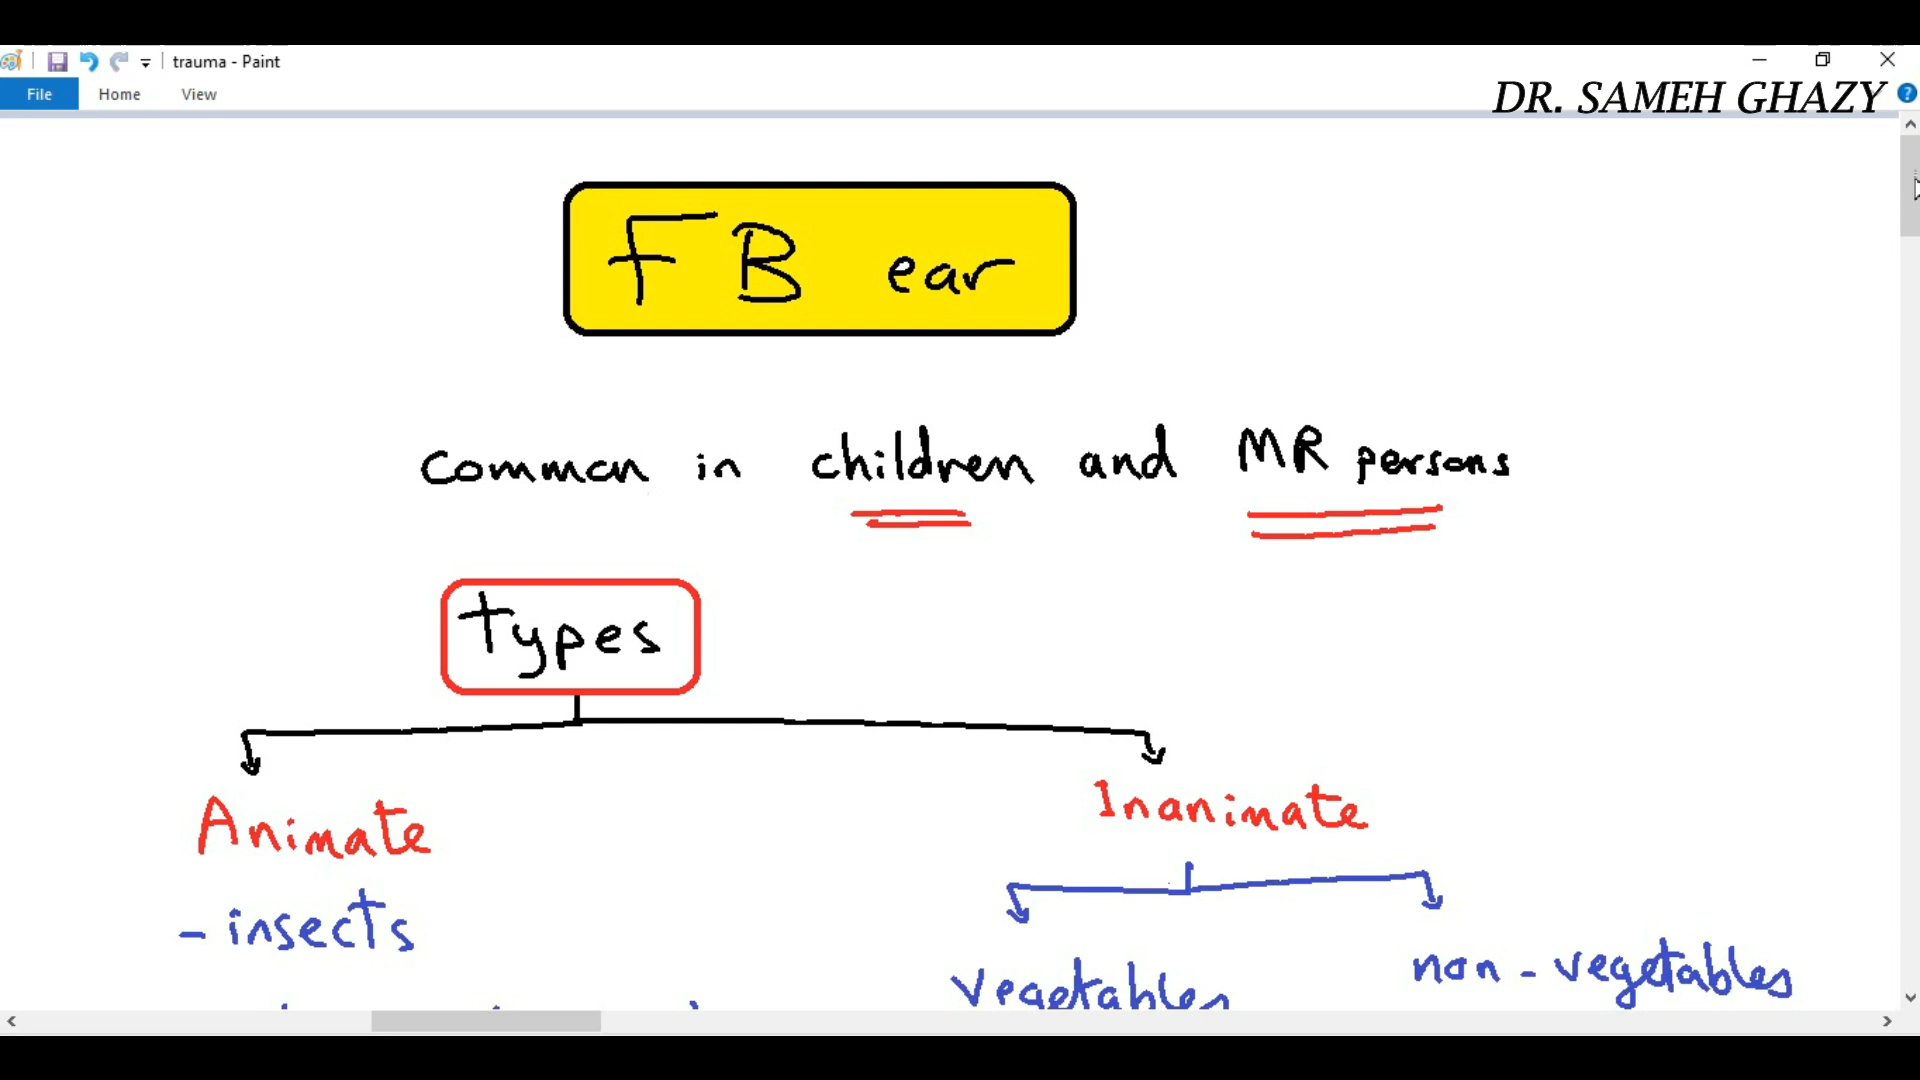 trauma - Paint
File Home View
DR. SAMEH GHAZY
FB ear
common in children and MR persons
Types
Animate Inanimate
- insects
vegetables non - vegetables